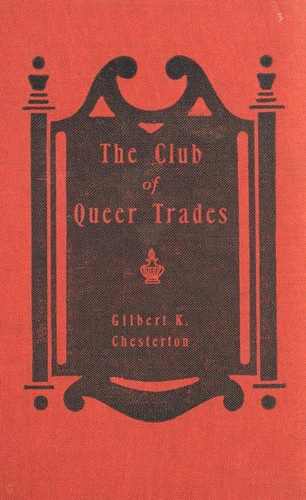 The Club
of
Queer Trades
Gilbert K.
Chesterton